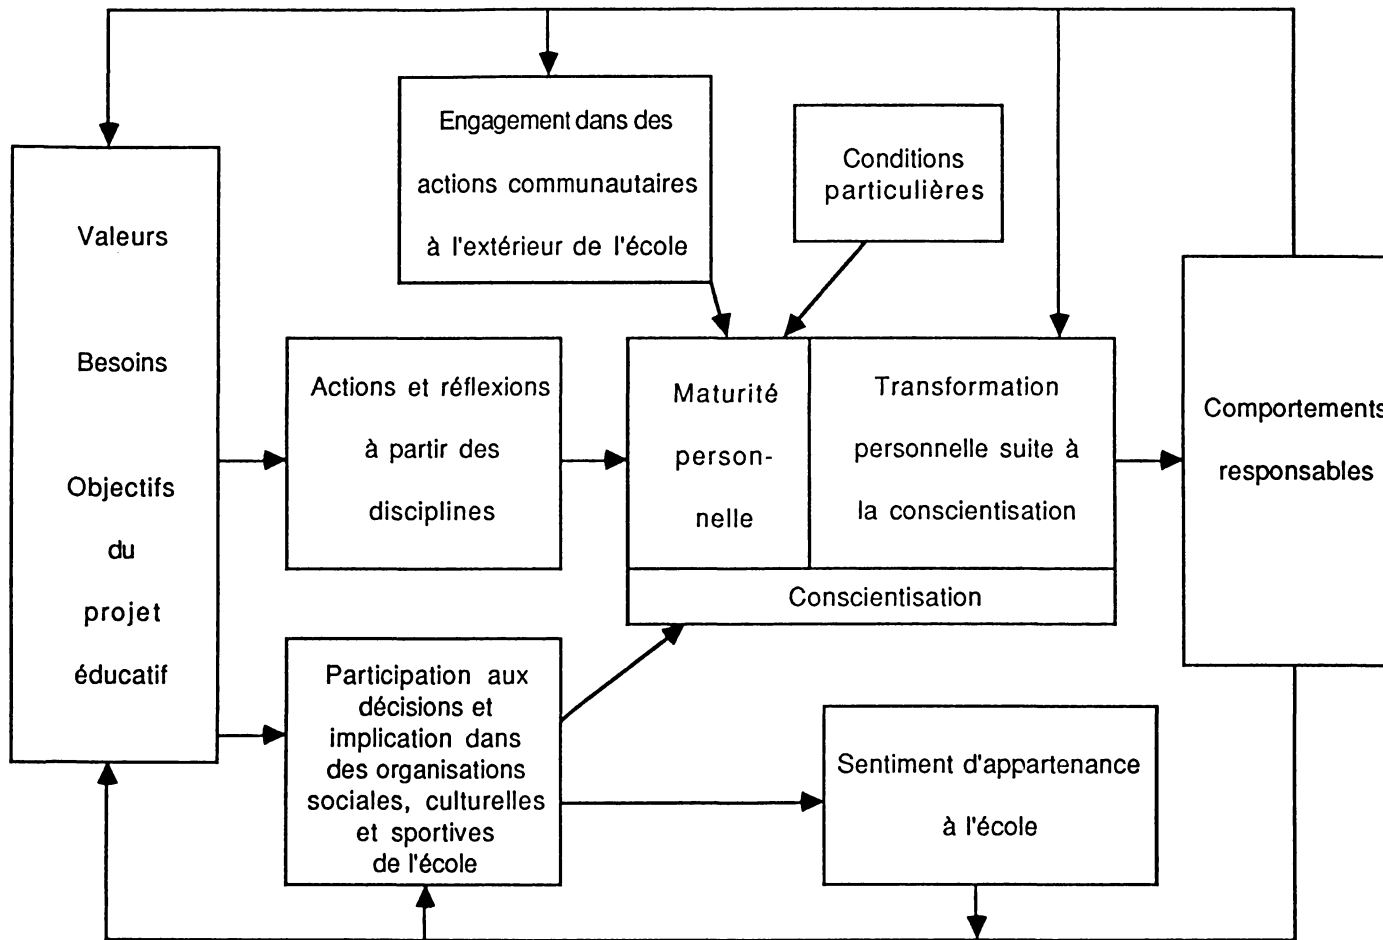 Engagement dans des
actions communautaires
à l'extérieur de l'école
Conditions
particulières
Valeurs
Besoins
Objectifs
du
projet
éducatif
Actions et réflexions
à partir des
disciplines
Maturité
person-
nelle
Transformation
personnelle suite à
la conscientisation
Conscientisation
Comportements
responsables
Participation aux
décisions et
implication dans
des organisations
sociales, culturelles
et sportives
de l'école
Sentiment d'appartenance
à l'école